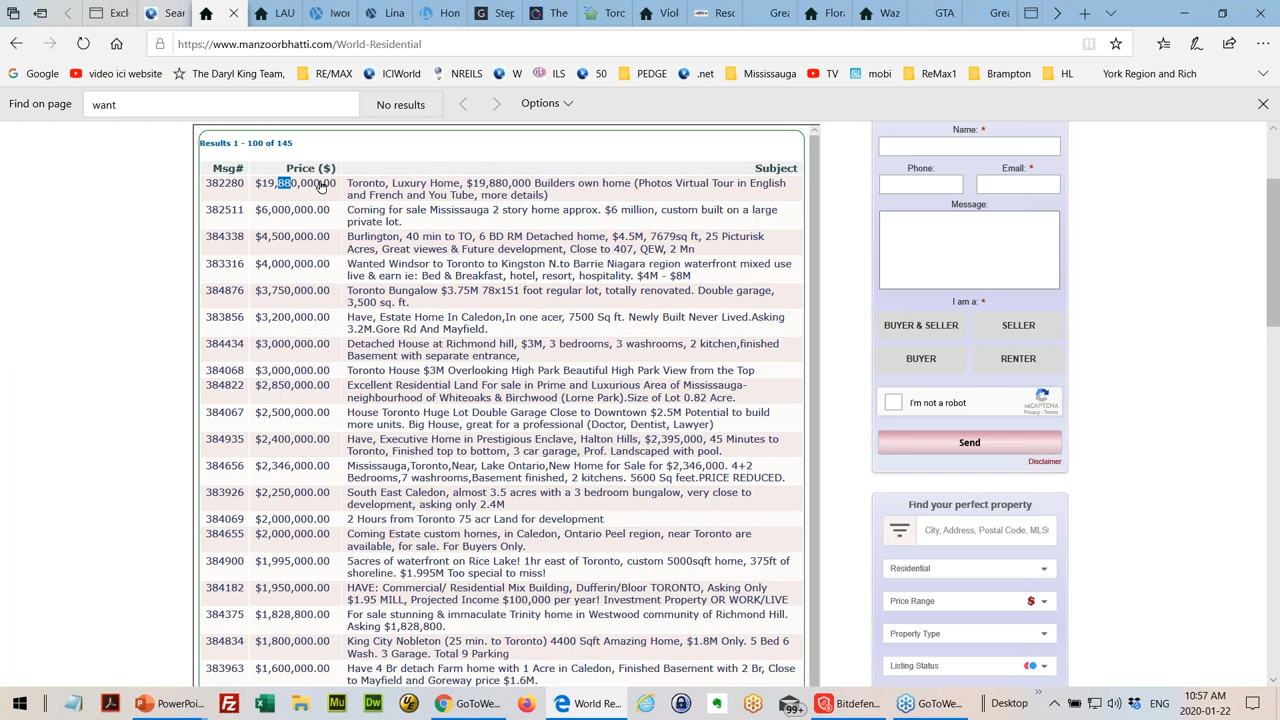 Desk
Sear
/ Lux
Inf
Kir
Kingst
Sett
Res
Have
Waz
https://www.manzoorbhatti.com/World-Residential
Google
video ici website
The Daryl King Team,
RE/MAX
ICIWorld
NREILS
W
ILS
50
PEDGE
.net
Mississauga
TV
mobi
ReMax1
Brampton
HL
York Region and Rich
Find on page
want
No results
Options
Results 1 - 100 of 145
Msg# Price ($) Subject
382280 $19,880,000.00 Toronto, Luxury Home, $19,880,000 Builders own home (Photos Virtual Tour in English
and French and You Tube, more details)
382511 $6,000,000.00 Coming for sale Mississauga 2 story home approx. $6 million, custom built on a large
private lot.
384338 $4,500,000.00 Burlington, 40 min to TO, 6 BD RM Detached home, $4.5M, 7679sq ft, 25 Picturisk
Acres, Great viewes & Future development, Close to 407, QEW, 2 Mn
383316 $4,000,000.00 Wanted Windsor to Toronto to Kingston N.to Barrie Niagara region waterfront mixed use
live & earn ie: Bed & Breakfast, hotel, resort, hospitality. $4M - $8M
384876 $3,750,000.00 Toronto Bungalow $3.75M 78x151 foot regular lot, totally renovated. Double garage,
3,500 sq. ft.
383856 $3,200,000.00 Have, Estate Home In Caledon,In one acer, 7500 Sq ft. Newly Built Never Lived.Asking
3.2M.Gore Rd And Mayfield.
384434 $3,000,000.00 Detached House at Richmond hill, $3M, 3 bedrooms, 3 washrooms, 2 kitchen,finished
Basement with separate entrance,
384068 $3,000,000.00 Toronto House $3M Overlooking High Park Beautiful High Park View from the Top
384822 $2,850,000.00 Excellent Residential Land For sale in Prime and Luxurious Area of Mississauga-
neighbourhood of Whiteoaks & Birchwood (Lorne Park).Size of Lot 0.82 Acre.
384067 $2,500,000.00 House Toronto Huge Lot Double Garage Close to Downtown $2.5M Potential to build
more units. Big House, great for a professional (Doctor, Dentist, Lawyer)
384935 $2,400,000.00 Have, Executive Home in Prestigious Enclave, Halton Hills, $2,395,000, 45 Minutes to
Toronto, Finished top to bottom, 3 car garage, Prof. Landscaped with pool.
384656 $2,346,000.00 Mississauga,Toronto,Near, Lake Ontario,New Home for Sale for $2,346,000. 4+2
Bedrooms,7 washrooms,Basement finished, 2 kitchens. 5600 Sq feet.PRICE REDUCED.
383926 $2,250,000.00 South East Caledon, almost 3.5 acres with a 3 bedroom bungalow, very close to
development, asking only 2.4M
384069 $2,000,000.00 2 Hours from Toronto 75 acr Land for development
384655 $2,000,000.00 Coming Estate custom homes, in Caledon, Ontario Peel region, near Toronto are
available, for sale. For Buyers Only.
384900 $1,995,000.00 5acres of waterfront on Rice Lake! 1hr east of Toronto, custom 5000sqft home, 375ft of
shoreline. $1.995M Too special to miss!
384182 $1,950,000.00 HAVE: Commercial/ Residential Mix Building, Dufferin/Bloor TORONTO, Asking Only
$1.95 MILL, Projected Income $100,000 per year! Investment Property OR WORK/LIVE
384375 $1,828,800.00 For sale stunning & immaculate Trinity home in Westwood community of Richmond Hill.
Asking $1,828,800.
384834 $1,800,000.00 King City Nobleton (25 min. to Toronto) 4400 Sqft Amazing Home, $1.8M Only. 5 Bed 6
Wash. 3 Garage. Total 9 Parking
383963 $1,600,000.00 Have 4 Br detach Farm home with 1 Acre in Caledon, Finished Basement with 2 Br, Close
to Mayfield and Goreway price $1.6M.
Name: *
Phone: Email: *
Message:
I am a: *
BUYER & SELLER
SELLER
BUYER
RENTER
I'm not a robot
reCAPTCHA
Privacy - Terms
Send
Disclaimer
Find your perfect property
City, Address, Postal Code, MLS
Residential
Price Range $
Property Type
Listing Status
PowerPoi
Mu
Dw
GoToWe
World Re
99+
Bitdefen
GoToWe
Desktop
ENG
10:57 AM
2020-01-22